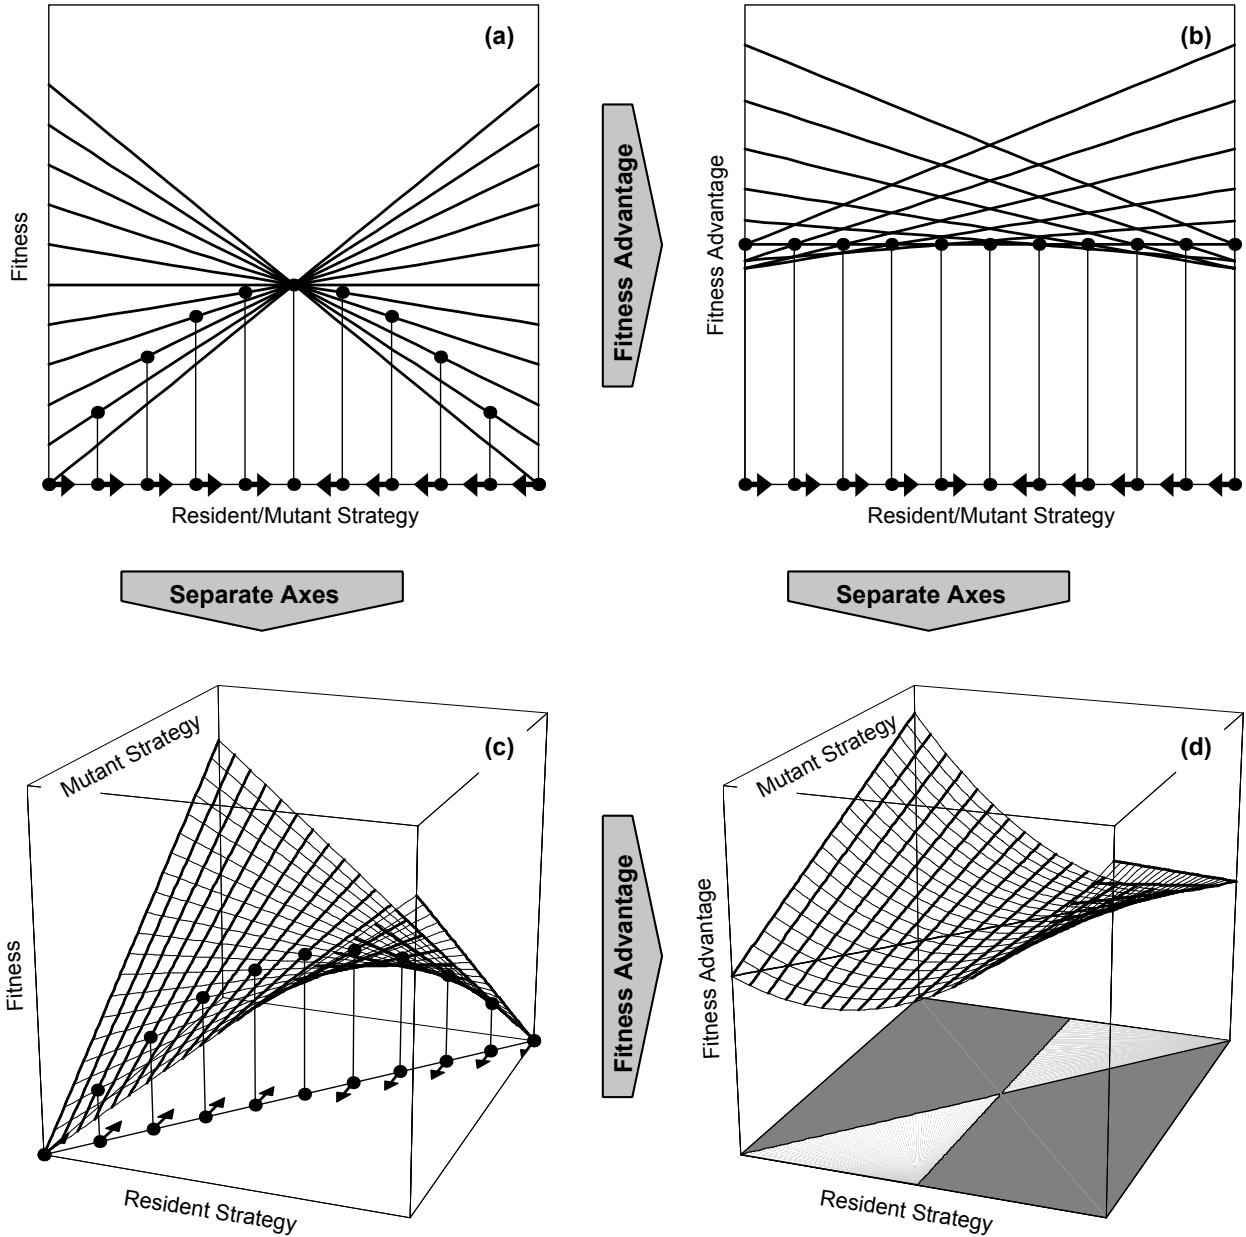 (a)
Fitness
Resident/Mutant Strategy
Fitness Advantage
(b)
Fitness Advantage
Resident/Mutant Strategy
Separate Axes
Separate Axes
Mutant Strategy
(c)
Fitness
Resident Strategy
Fitness Advantage
Mutant Strategy
(d)
Fitness Advantage
Resident Strategy